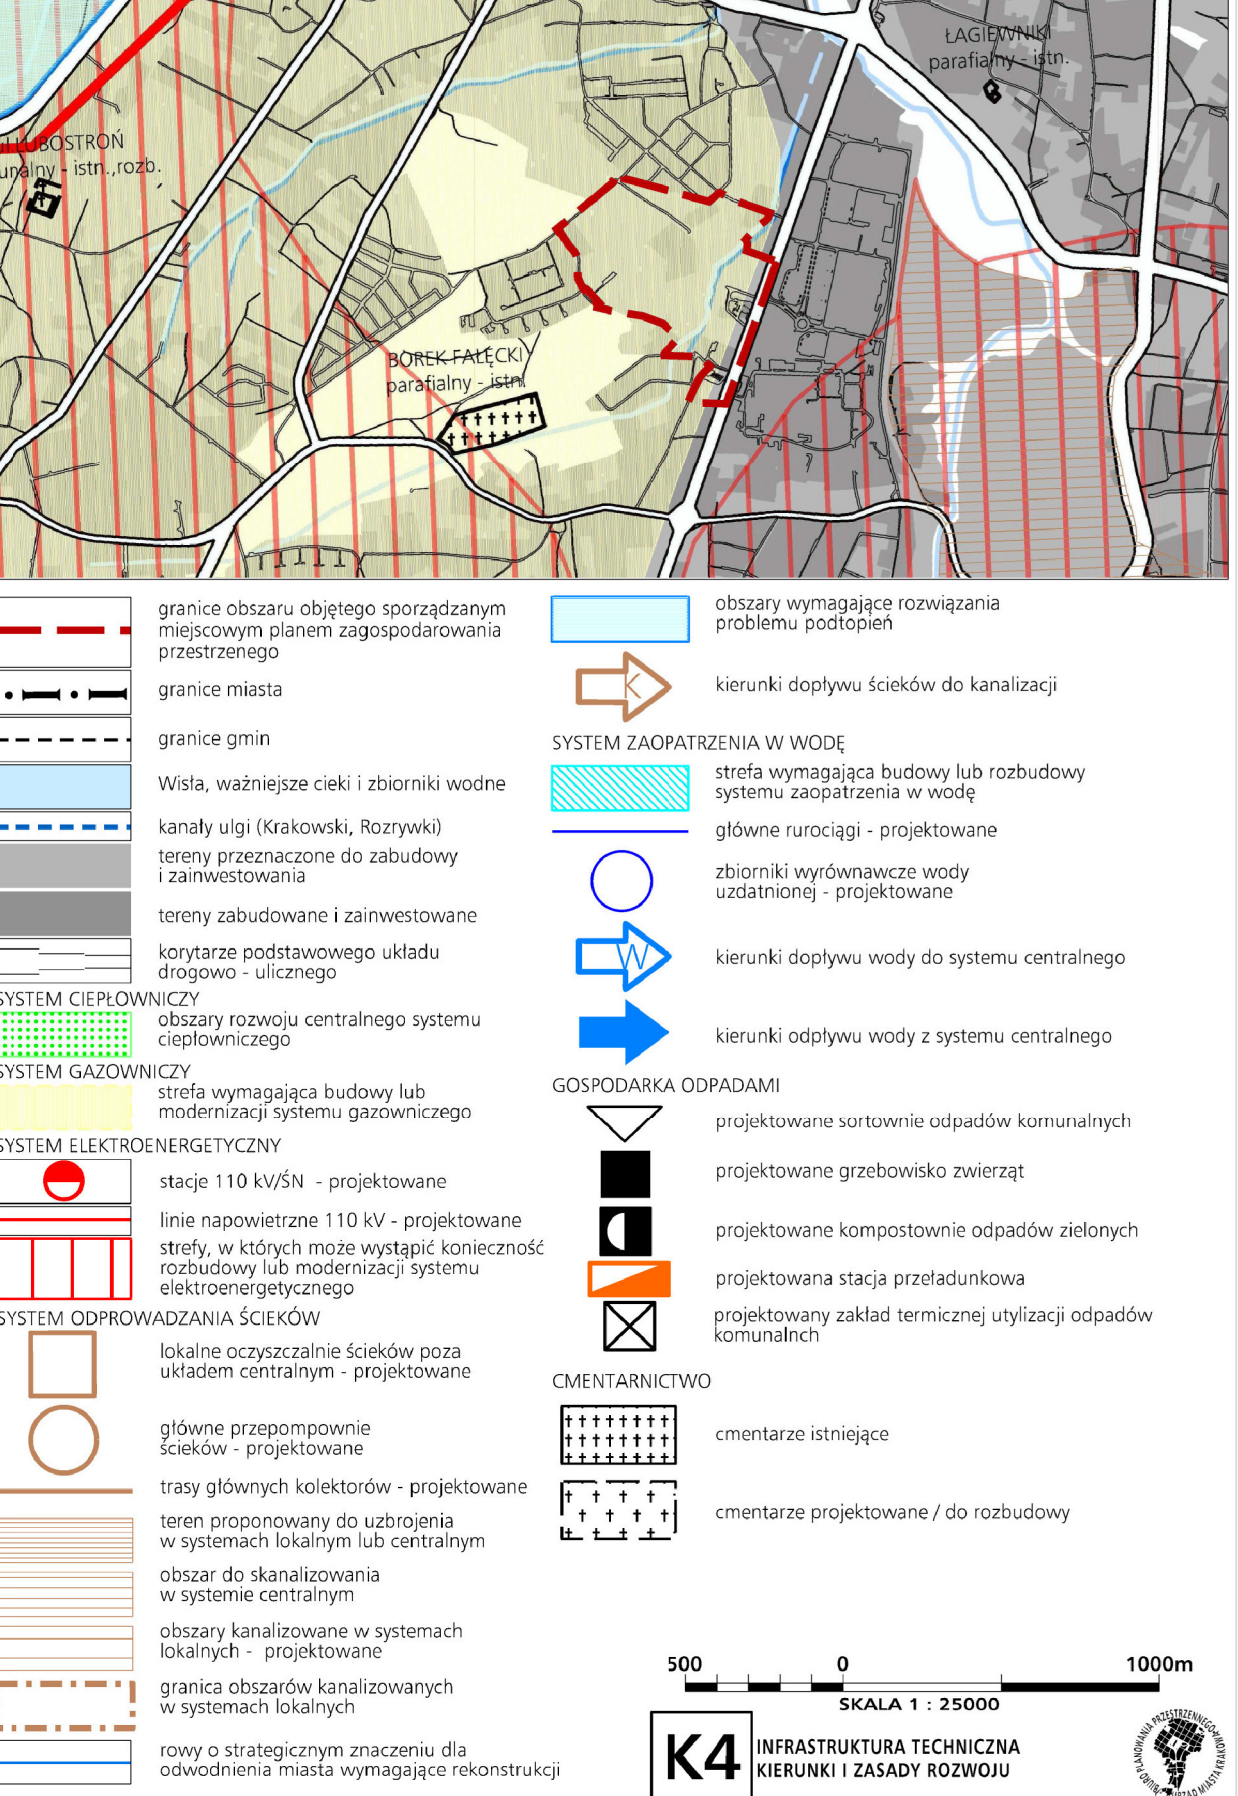 ŁAGIEWNIKI
parafialny - istn.
LUBOSTROŃ
- istn.,rozb.
BOREK FAŁĘCKI
parafialny - istn.
granice obszaru objętego sporządzanym
miejscowym planem zagospodarowania
przestrzenego
granice miasta
granice gmin
Wisła, ważniejsze cieki i zbiorniki wodne
kanały ulgi (Krakowski, Rozrywki)
tereny przeznaczone do zabudowy
i zainwestowania
tereny zabudowane i zainwestowane
korytarze podstawowego układu
drogowo - ulicznego
SYSTEM CIEPŁOWNICZY
obszary rozwoju centralnego systemu
ciepłowniczego
SYSTEM GAZOWNICZY
strefa wymagająca budowy lub
modernizacji systemu gazowniczego
SYSTEM ELEKTROENERGETYCZNY
stacje 110 kV/ŚN - projektowane
linie napowietrzne 110 kV - projektowane
strefy, w których może wystąpić konieczność
rozbudowy lub modernizacji systemu
elektroenergetycznego
SYSTEM ODPROWADZANIA ŚCIEKÓW
lokalne oczyszczalnie ścieków poza
układem centralnym - projektowane
główne przepompownie
ścieków - projektowane
trasy głównych kolektorów - projektowane
teren proponowany do uzbrojenia
w systemach lokalnym lub centralnym
obszar do skanalizowania
w systemie centralnym
obszary kanalizowane w systemach
lokalnych - projektowane
granica obszarów kanalizowanych
w systemach lokalnych
rowy o strategicznym znaczeniu dla
odwodnienia miasta wymagające rekonstrukcji
obszary wymagające rozwiązania
problemu podtopień
K
kierunki dopływu ścieków do kanalizacji
SYSTEM ZAOPATRZENIA W WODĘ
strefa wymagająca budowy lub rozbudowy
systemu zaopatrzenia w wodę
główne rurociągi - projektowane
zbiorniki wyrównawcze wody
uzdatnionej - projektowane
W
kierunki dopływu wody do systemu centralnego
kierunki odpływu wody z systemu centralnego
GOSPODARKA ODPADAMI
projektowane sortownie odpadów komunalnych
projektowane grzebowisko zwierząt
projektowane kompostownie odpadów zielonych
projektowana stacja przeładunkowa
projektowany zakład termicznej utylizacji odpadów
komunalnch
CMENTARNICTWO
cmentarze istniejące
cmentarze projektowane / do rozbudowy
500 0 1000m
SKALA 1 : 25000
K4
INFRASTRUKTURA TECHNICZNA
KIERUNKI I ZASADY ROZWOJU
PLANOWANIA PRZESTRZENNEGO
MIASTA KRAKOWA